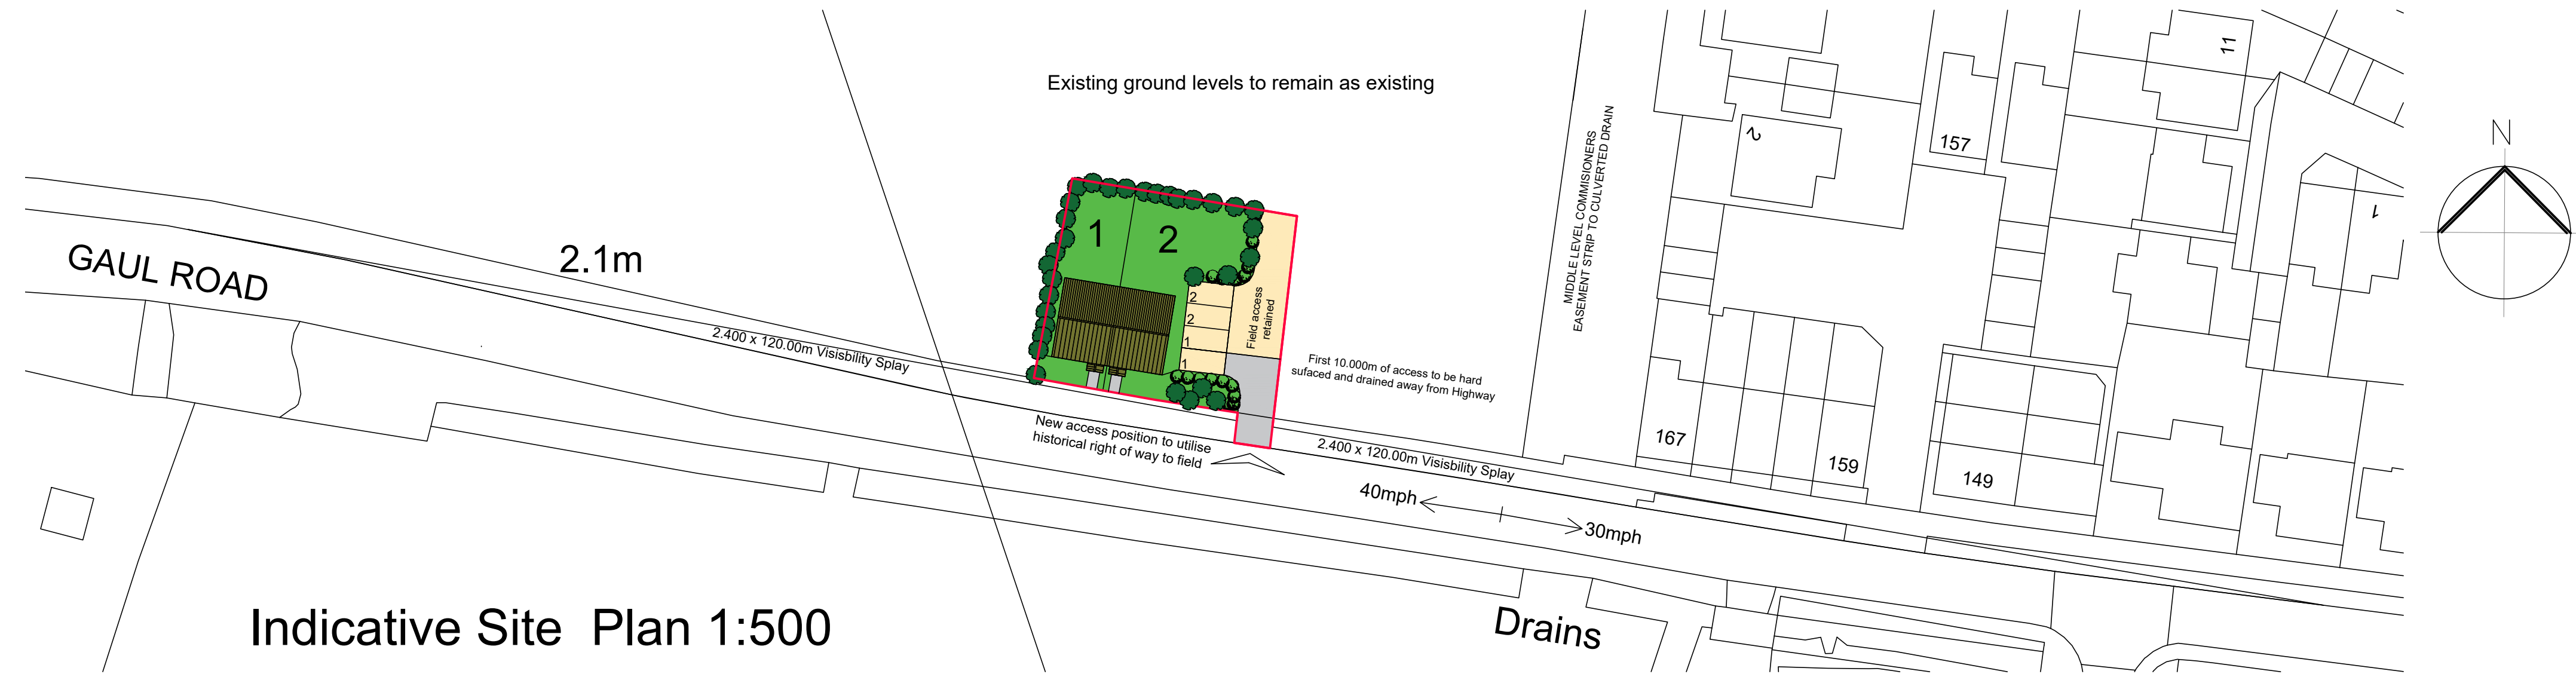 Existing ground levels to remain as existing
N
11
2
157
1
MIDDLE LEVEL COMMISIONERS
EASEMENT STRIP TO CULVERTED DRAIN
GAUL ROAD
2.1m
1
2
2
2
1
1
Field access
retained
2.400 x 120.00m Visisbility Splay
First 10.000m of access to be hard
sufaced and drained away from Highway
New access position to utilise
historical right of way to field
2.400 x 120.00m Visisbility Splay
167
159
149
40mph
30mph
Indicative Site Plan 1:500
Drains